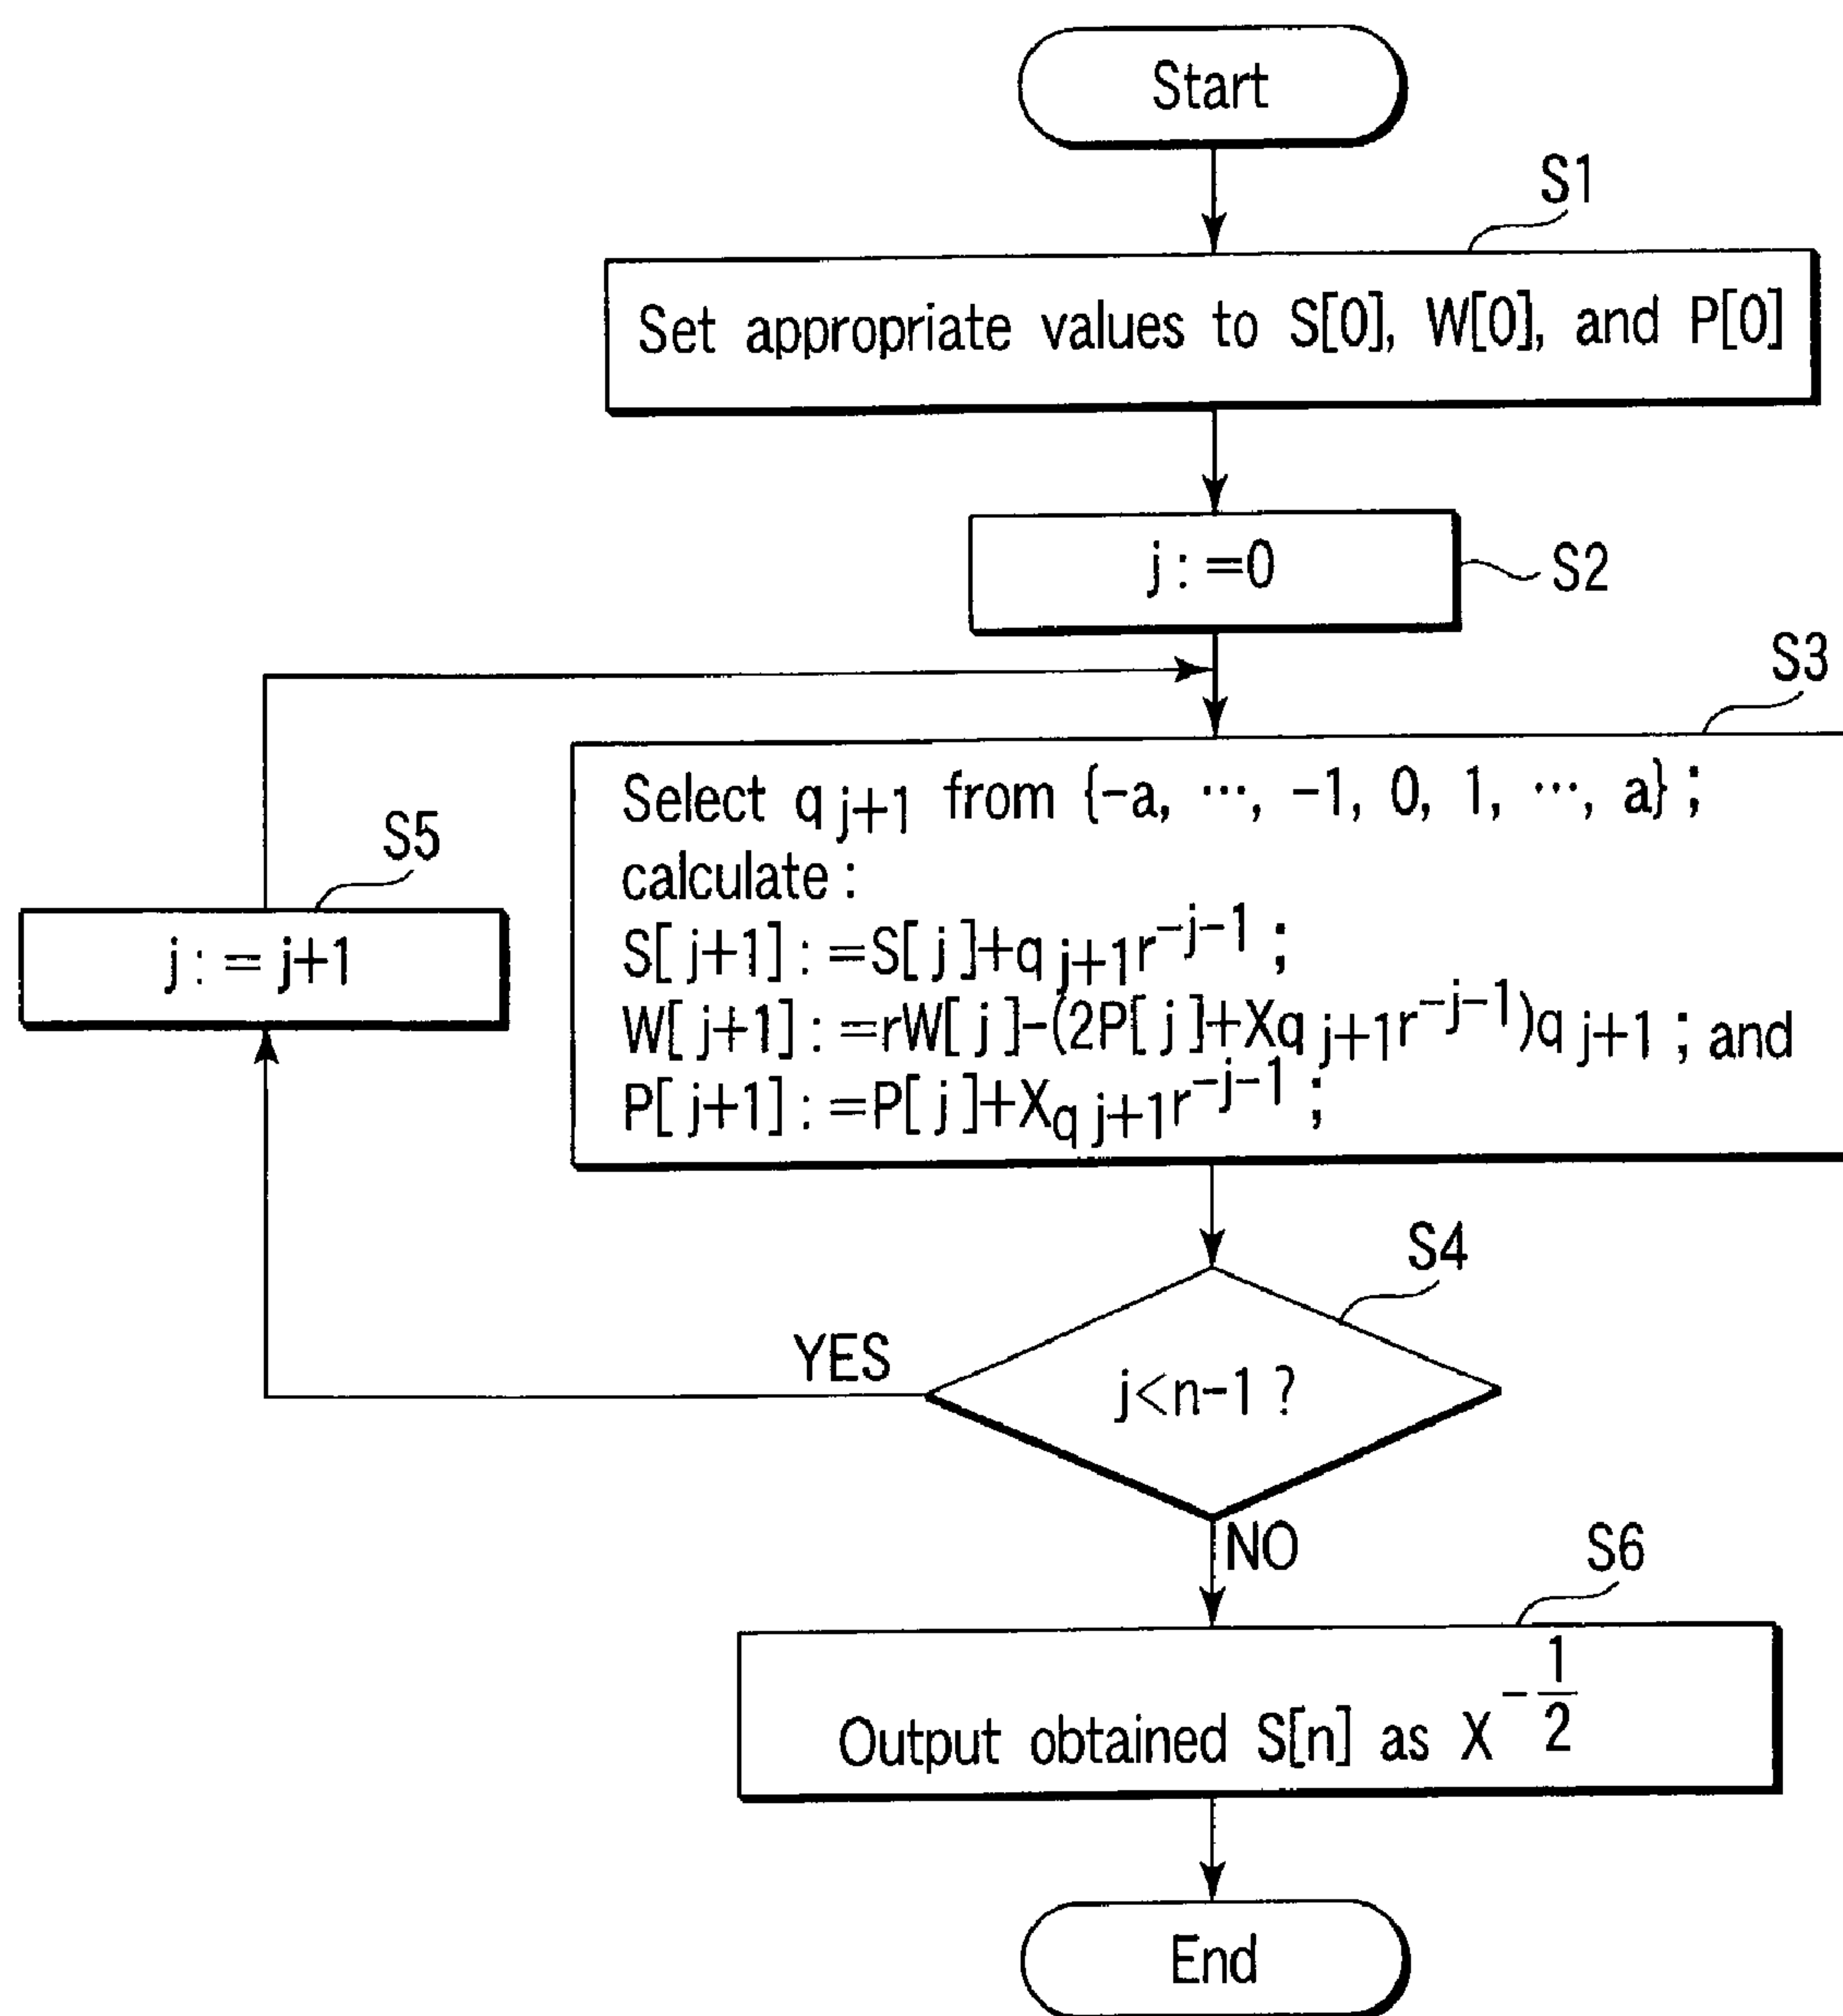 Start
S1
Set appropriate values to S[0], W[0], and P[0]
j:=0
S2
S3
Select q j+1 from {-a, ⋯, -1, 0, 1, ⋯, a};
calculate:
S[j+1]:=S[j]+q j+1 r^-j-1;
W[j+1]:=rW[j]-(2P[j]+Xq j+1 r^-j-1)q j+1; and
P[j+1]:=P[j]+Xq j+1 r^-j-1;
S5
j:=j+1
S4
YES
j<n-1 ?
NO
S6
Output obtained S[n] as X^-1/2
End